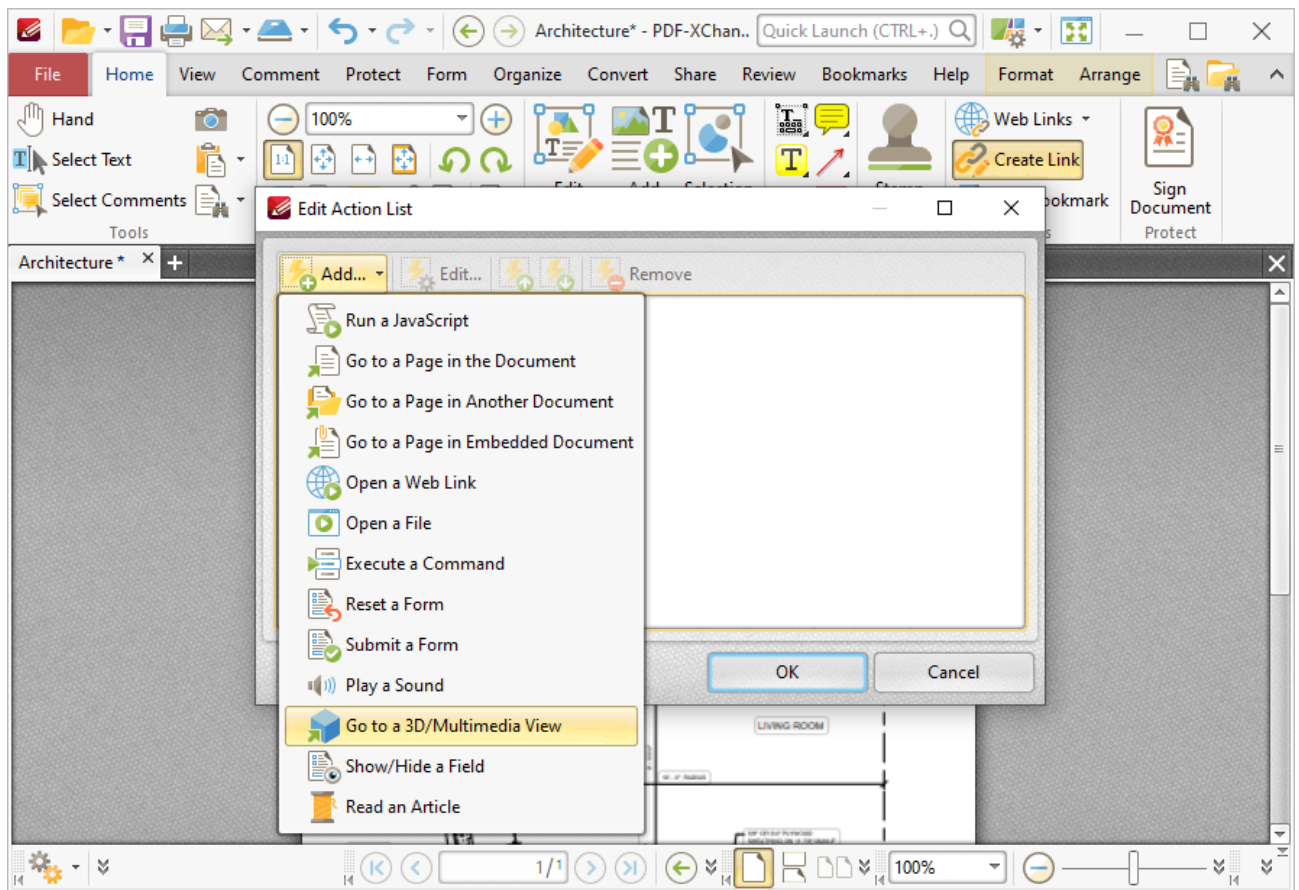 Architecture* - PDF-XChan..
Quick Launch (CTRL+.)
File Home View Comment Protect Form Organize Convert Share Review Bookmarks Help Format Arrange
Hand
100%
Web Links
Select Text
1:1
T
Create Link
Select Comments
ookmark
Sign
Document
Tools
Protect
Edit Action List
Architecture *
Add... Edit... Remove
Run a JavaScript
Go to a Page in the Document
Go to a Page in Another Document
Go to a Page in Embedded Document
Open a Web Link
Open a File
Execute a Command
Reset a Form
Submit a Form
Play a Sound
Go to a 3D/Multimedia View
Show/Hide a Field
Read an Article
OK Cancel
LIVING ROOM
1/1
100%